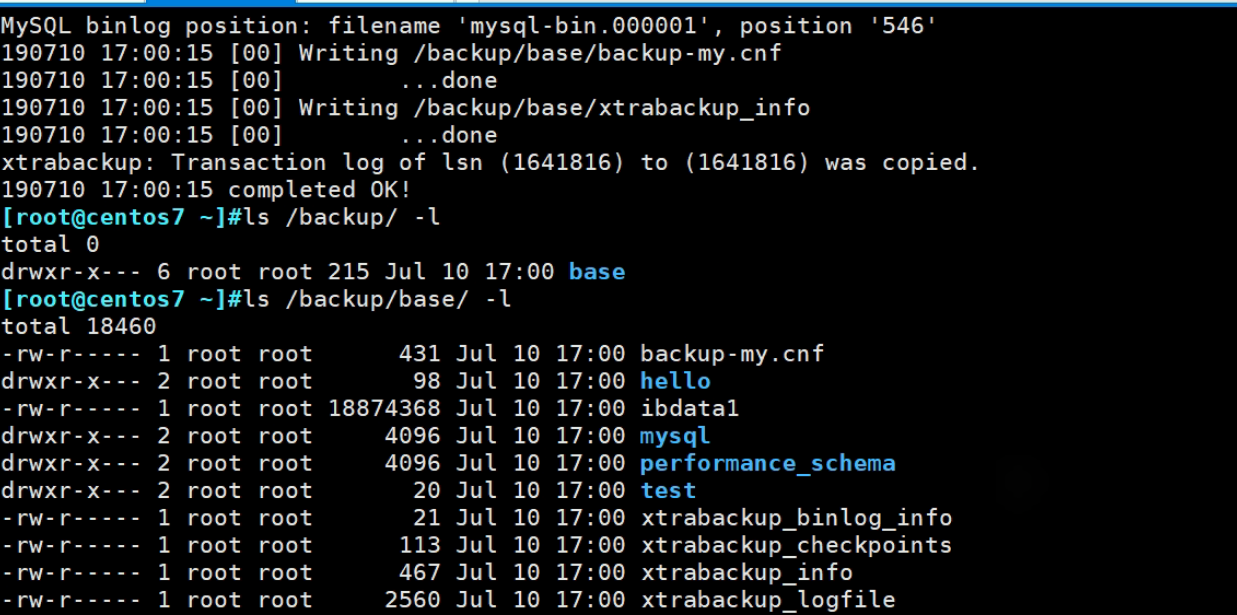 MySQL binlog position: filename 'mysql-bin.000001', position '546'
190710 17:00:15 [00] Writing /backup/base/backup-my.cnf
190710 17:00:15 [00]        ...done
190710 17:00:15 [00] Writing /backup/base/xtrabackup_info
190710 17:00:15 [00]        ...done
xtrabackup: Transaction log of lsn (1641816) to (1641816) was copied.
190710 17:00:15 completed OK!
[root@centos7 ~]#ls /backup/ -l
total 0
drwxr-x--- 6 root root 215 Jul 10 17:00 base
[root@centos7 ~]#ls /backup/base/ -l
total 18460
-rw-r----- 1 root root      431 Jul 10 17:00 backup-my.cnf
drwxr-x--- 2 root root       98 Jul 10 17:00 hello
-rw-r----- 1 root root 18874368 Jul 10 17:00 ibdata1
drwxr-x--- 2 root root     4096 Jul 10 17:00 mysql
drwxr-x--- 2 root root     4096 Jul 10 17:00 performance_schema
drwxr-x--- 2 root root       20 Jul 10 17:00 test
-rw-r----- 1 root root       21 Jul 10 17:00 xtrabackup_binlog_info
-rw-r----- 1 root root      113 Jul 10 17:00 xtrabackup_checkpoints
-rw-r----- 1 root root      467 Jul 10 17:00 xtrabackup_info
-rw-r----- 1 root root     2560 Jul 10 17:00 xtrabackup_logfile